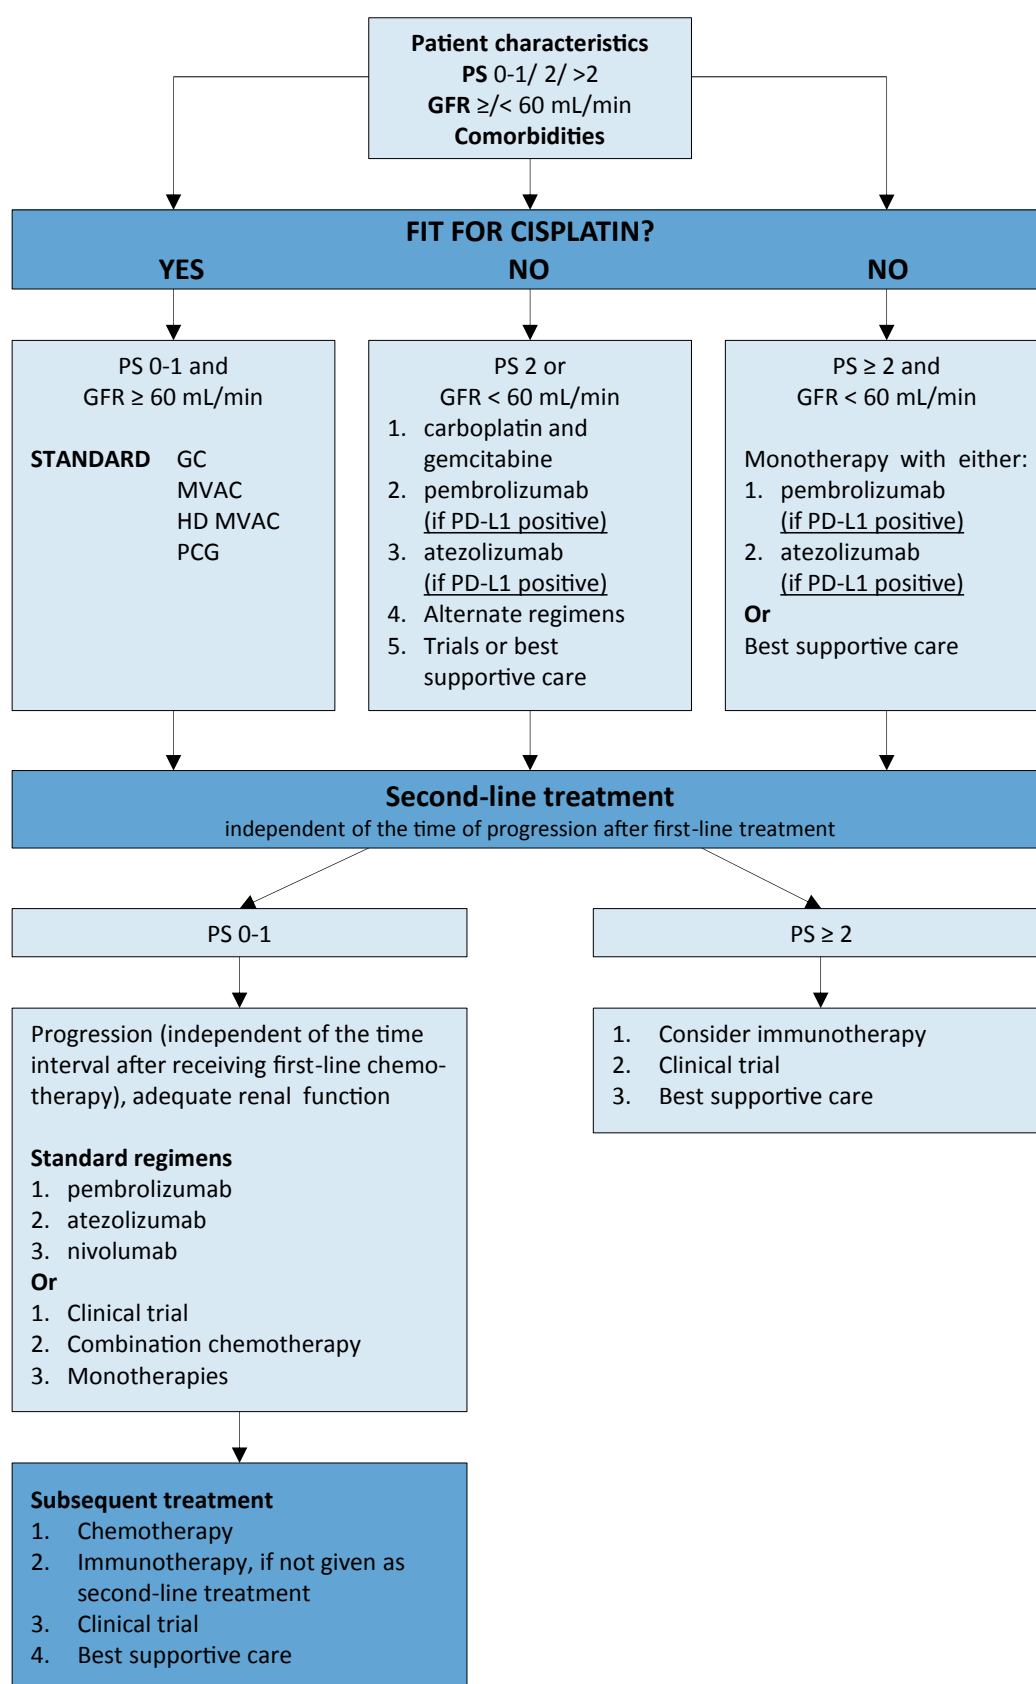 Patient characteristics
PS 0-1/ 2/ >2
GFR ≥/< 60 mL/min
Comorbidities
FIT FOR CISPLATIN?
YES
NO
NO
PS 0-1 and
GFR ≥ 60 mL/min
STANDARD GC
MVAC
HD MVAC
PCG
PS 2 or
GFR < 60 mL/min
1. carboplatin and
gemcitabine
2. pembrolizumab
(if PD-L1 positive)
3. atezolizumab
(if PD-L1 positive)
4. Alternate regimens
5. Trials or best
supportive care
PS ≥ 2 and
GFR < 60 mL/min
Monotherapy with either:
1. pembrolizumab
(if PD-L1 positive)
2. atezolizumab
(if PD-L1 positive)
Or
Best supportive care
Second-line treatment
independent of the time of progression after first-line treatment
PS 0-1
Progression (independent of the time
interval after receiving first-line chemo-
therapy), adequate renal function
Standard regimens
1. pembrolizumab
2. atezolizumab
3. nivolumab
Or
1. Clinical trial
2. Combination chemotherapy
3. Monotherapies
PS ≥ 2
1. Consider immunotherapy
2. Clinical trial
3. Best supportive care
Subsequent treatment
1. Chemotherapy
2. Immunotherapy, if not given as
second-line treatment
3. Clinical trial
4. Best supportive care